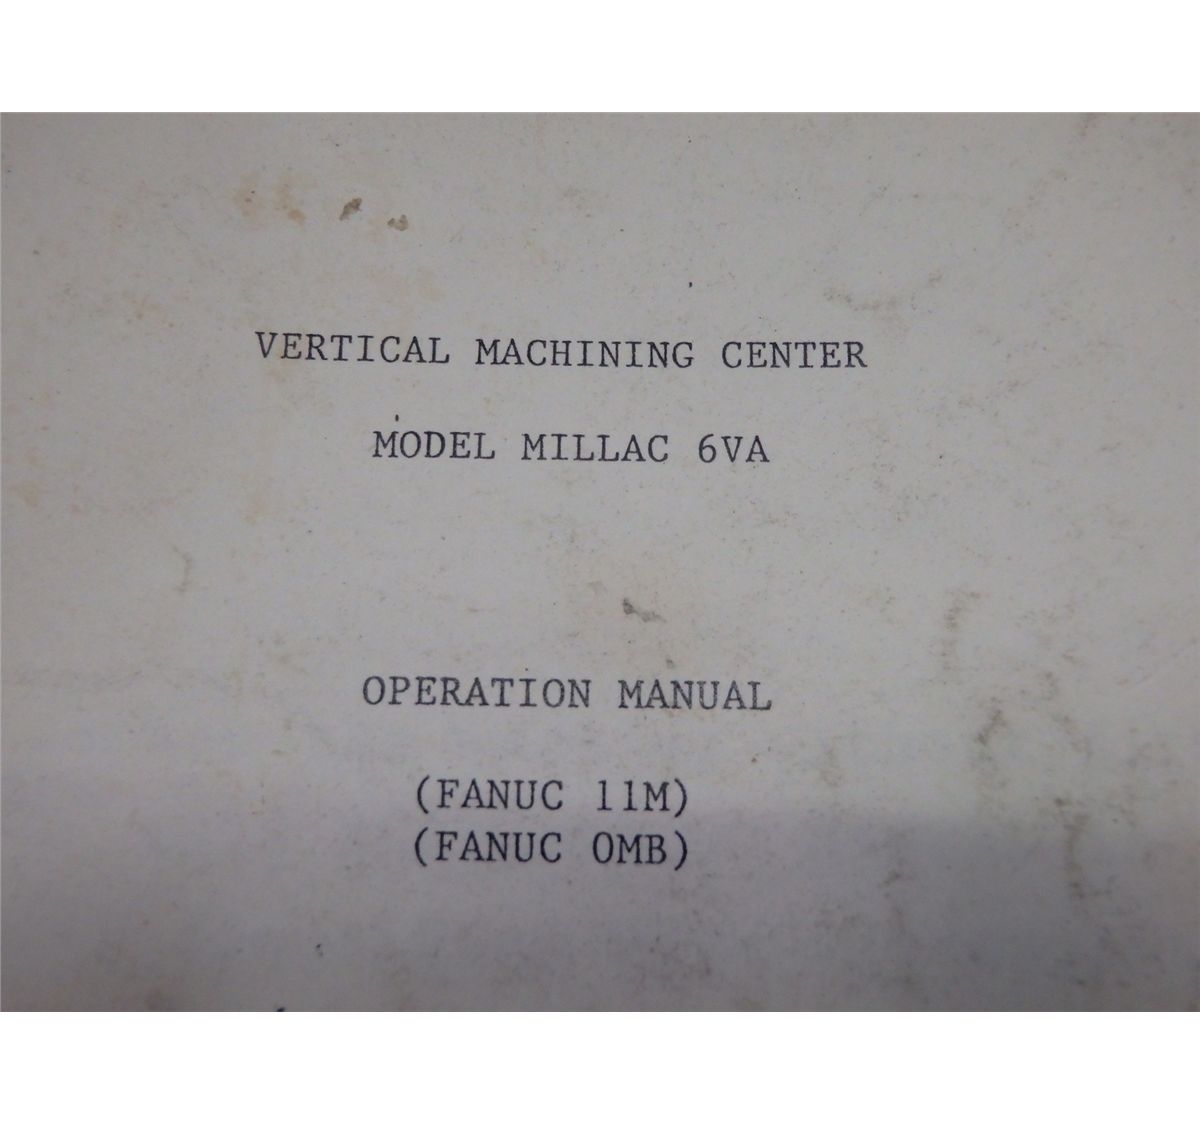 VERTICAL MACHINING CENTER
MODEL MILLAC 6VA
OPERATION MANUAL
(FANUC 11M)
(FANUC OMB)